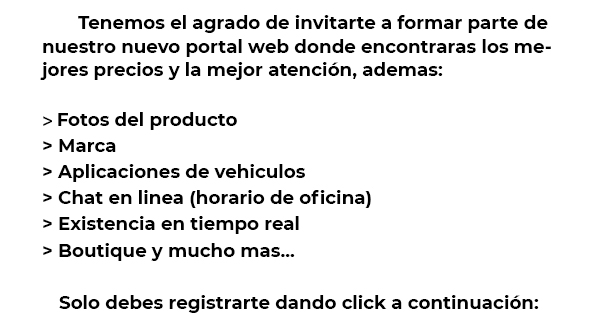 Tenemos el agrado de invitarte a formar parte de
nuestro nuevo portal web donde encontraras los me-
jores precios y la mejor atención, ademas:
> Fotos del producto
> Marca
> Aplicaciones de vehiculos
> Chat en linea (horario de oficina)
> Existencia en tiempo real
> Boutique y mucho mas...
Solo debes registrarte dando click a continuación: